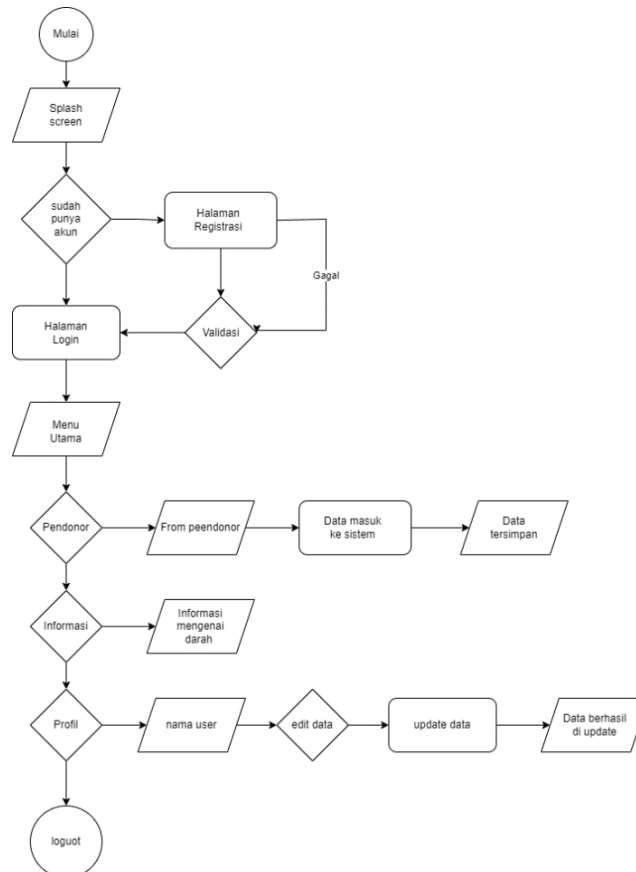 Mulai
Splash
screen
sudah
punya
akun
Halaman
Registrasi
Gagal
Halaman
Login
Validasi
Menu
Utama
Pendonor
From peendonor
Data masuk
ke sistem
Data
tersimpan
Informasi
Informasi
mengenai
darah
Profil
nama user
edit data
update data
Data berhasil
di update
loguot